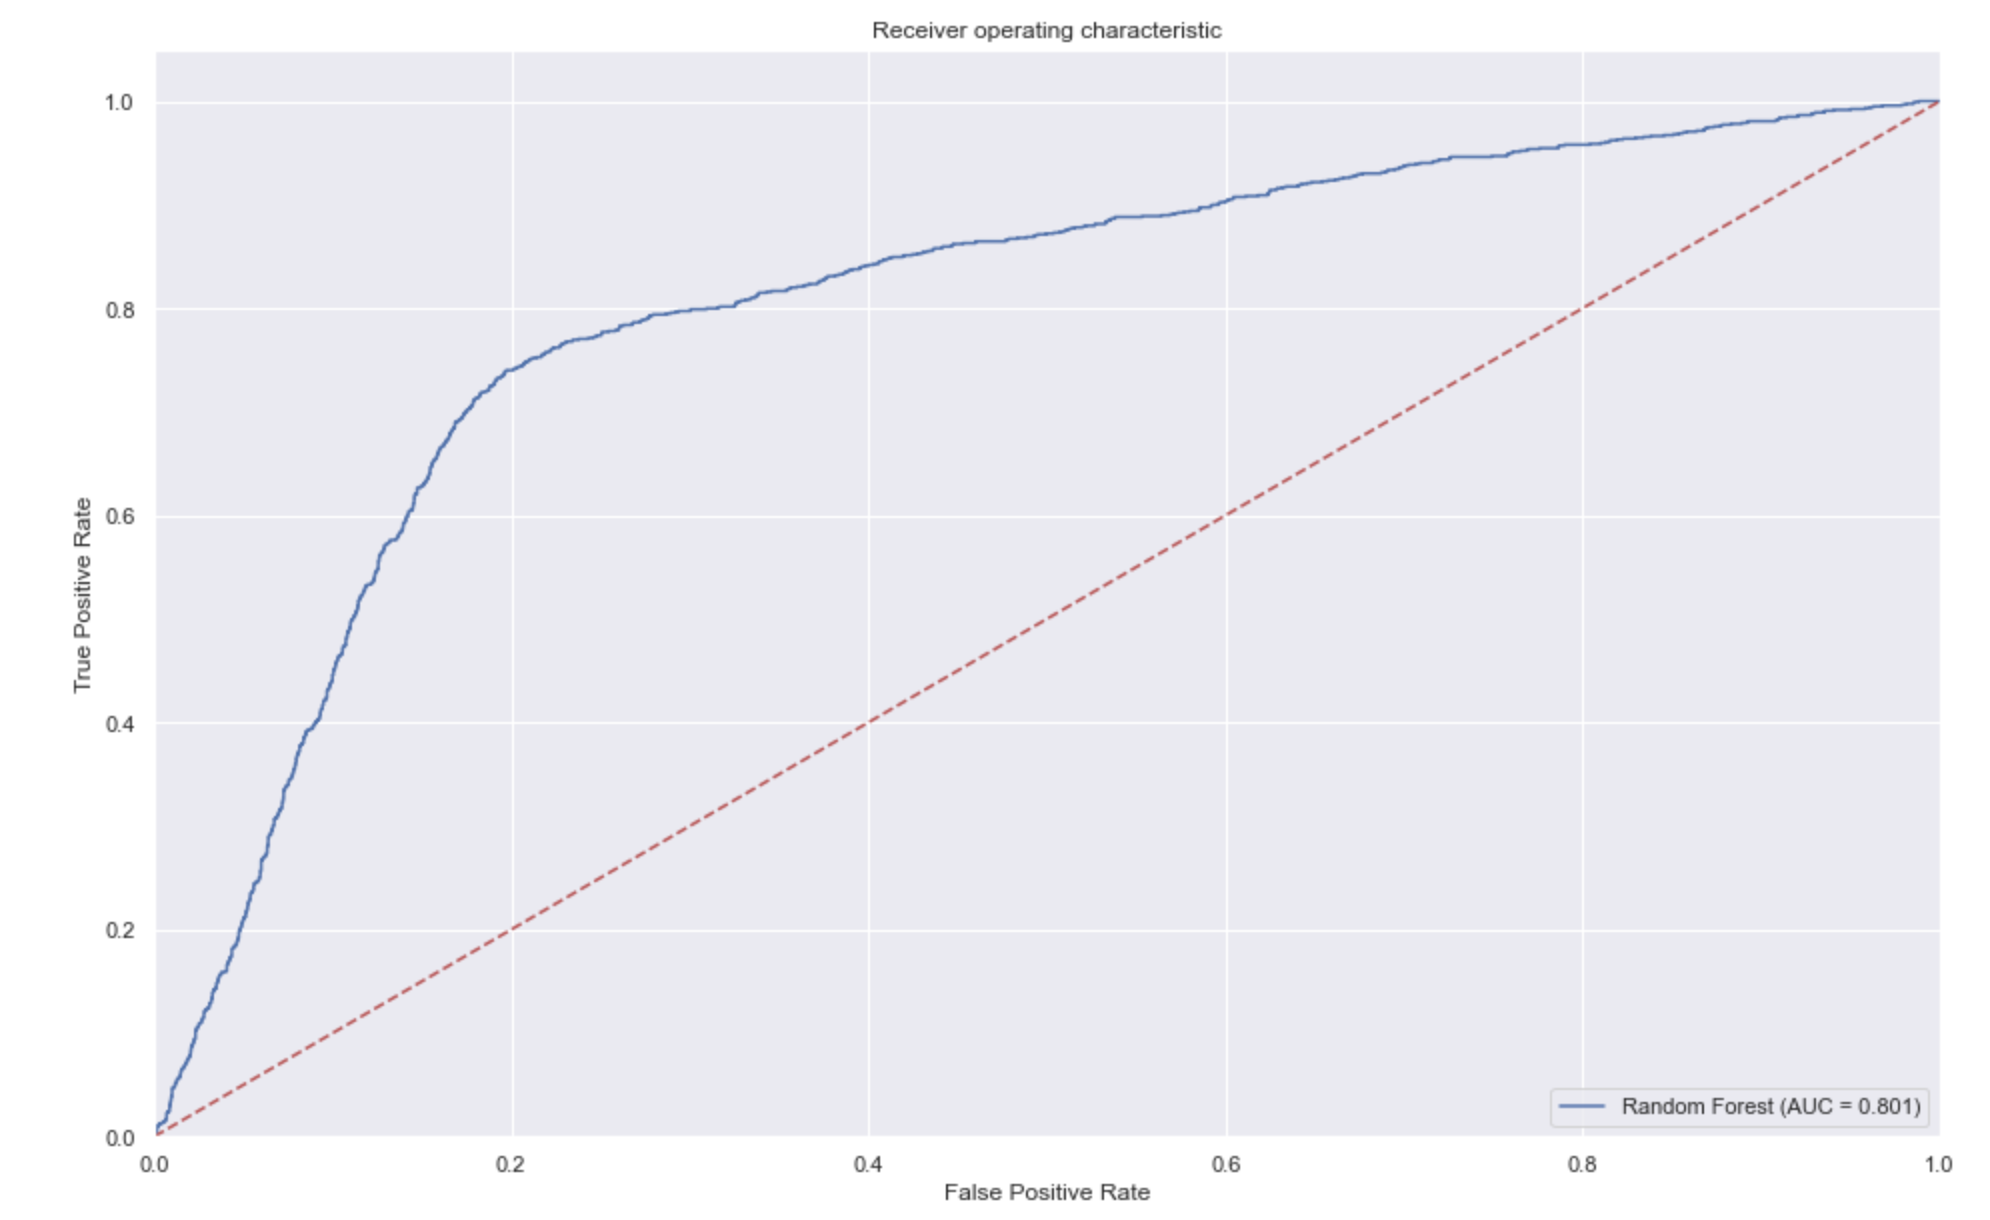 Receiver operating characteristic
1.0
0.8
0.6
0.4
0.2
0.0
True Positive Rate
0.0 0.2 0.4 0.6 0.8 1.0
False Positive Rate
Random Forest (AUC = 0.801)